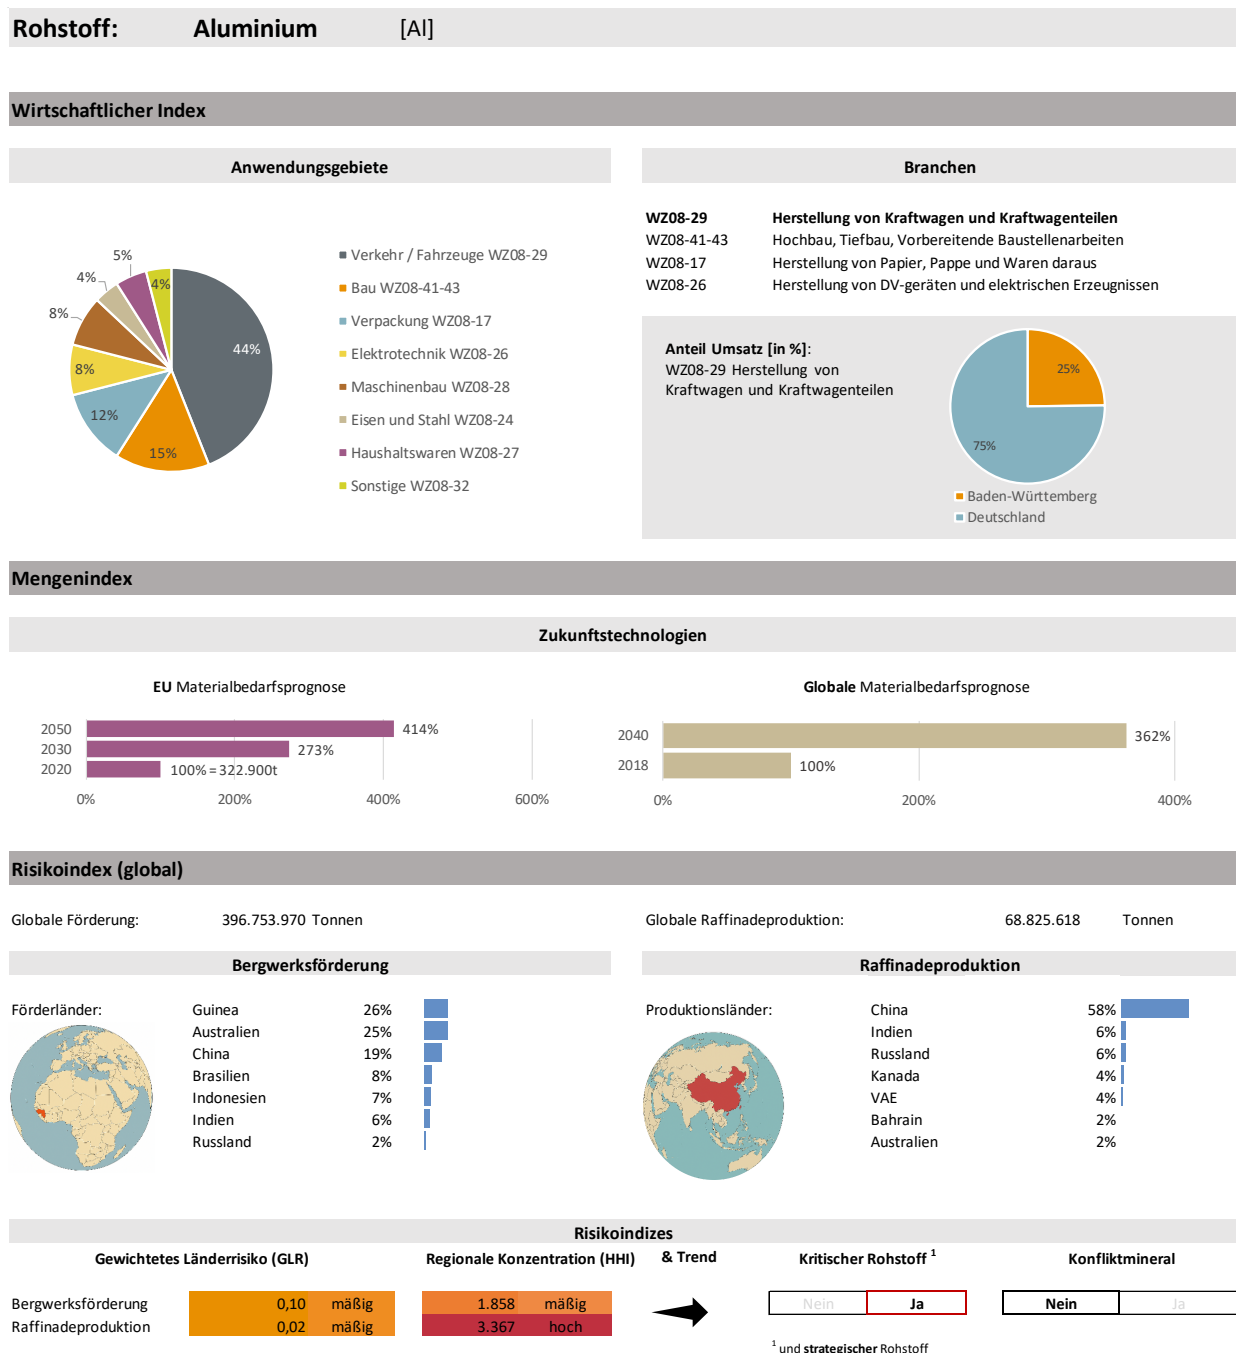 Rohstoff: Aluminium [Al]
Wirtschaftlicher Index
Anwendungsgebiete
44%
15%
12%
8%
8%
4%
5%
4%
Verkehr / Fahrzeuge WZ08-29
Bau WZ08-41-43
Verpackung WZ08-17
Elektrotechnik WZ08-26
Maschinenbau WZ08-28
Eisen und Stahl WZ08-24
Haushaltswaren WZ08-27
Sonstige WZ08-32
Branchen
WZ08-29 Herstellung von Kraftwagen und Kraftwagenteilen
WZ08-41-43 Hochbau, Tiefbau, Vorbereitende Baustellenarbeiten
WZ08-17 Herstellung von Papier, Pappe und Waren daraus
WZ08-26 Herstellung von DV-geräten und elektrischen Erzeugnissen
Anteil Umsatz [in %]:
WZ08-29 Herstellung von
Kraftwagen und Kraftwagenteilen
25%
75%
Baden-Württemberg
Deutschland
Mengenindex
Zukunftstechnologien
EU Materialbedarfsprognose
2050 414%
2030 273%
2020 100% = 322.900t
0% 200% 400% 600%
Globale Materialbedarfsprognose
2040 362%
2018 100%
0% 200% 400%
Risikoindex (global)
Globale Förderung: 396.753.970 Tonnen
Globale Raffinadeproduktion: 68.825.618 Tonnen
Bergwerksförderung
Förderländer: Guinea 26%
Australien 25%
China 19%
Brasilien 8%
Indonesien 7%
Indien 6%
Russland 2%
Raffinadeproduktion
Produktionsländer: China 58%
Indien 6%
Russland 6%
Kanada 4%
VAE 4%
Bahrain 2%
Australien 2%
Risikoindizes
Gewichtetes Länderrisiko (GLR) Regionale Konzentration (HHI) & Trend Kritischer Rohstoff 1 Konfliktmineral
Bergwerksförderung 0,10 mäßig 1.858 mäßig Nein Ja Nein Ja
Raffinadeproduktion 0,02 mäßig 3.367 hoch
1 und strategischer Rohstoff